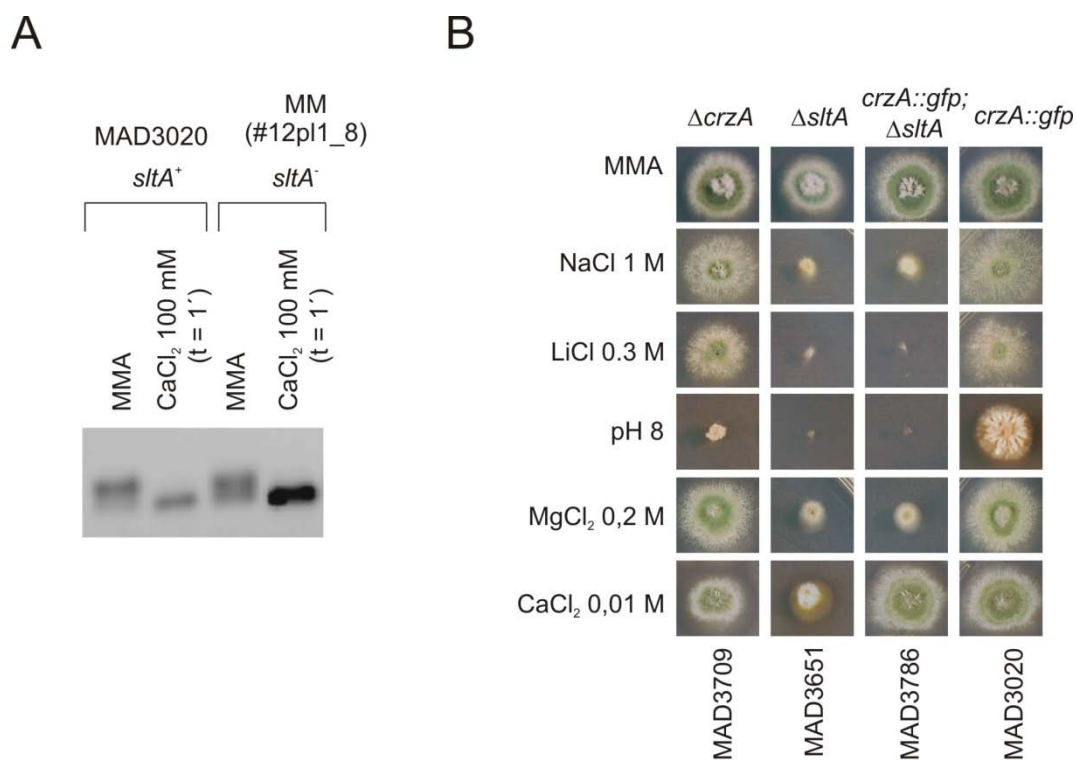 A
MAD3020
sltA⁺
MM
(#12pl1_8)
sltA⁻
MMA
CaCl₂ 100 mM
(t = 1´)
MMA
CaCl₂ 100 mM
(t = 1´)
B
ΔcrzA
ΔsltA
crzA::gfp;
ΔsltA
crzA::gfp
MMA
NaCl 1 M
LiCl 0.3 M
pH 8
MgCl₂ 0,2 M
CaCl₂ 0,01 M
MAD3709
MAD3651
MAD3786
MAD3020